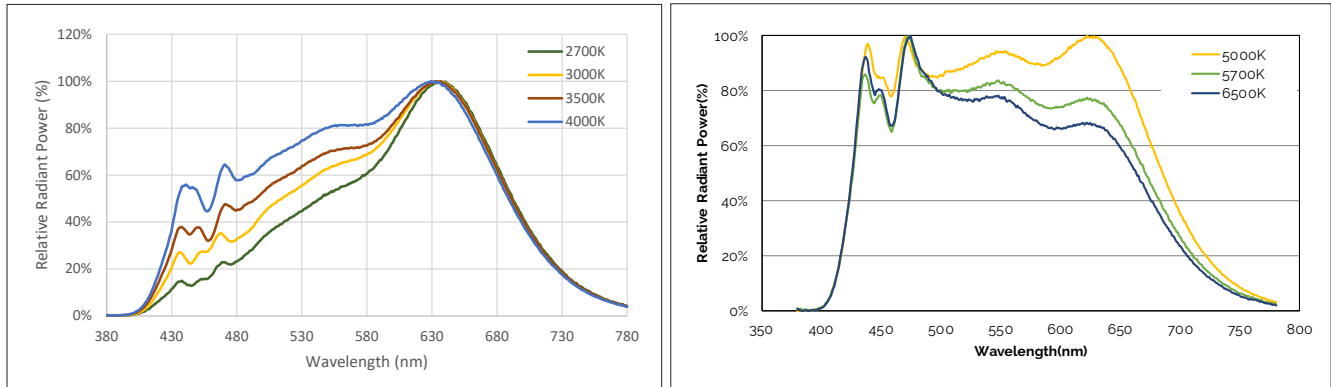 120%
100%
80%
60%
40%
20%
0%
Relative Radiant Power (%)
2700K
3000K
3500K
4000K
380 430 480 530 580 630 680 730 780
Wavelength (nm)
100%
80%
60%
40%
20%
0%
Relative Radiant Power(%)
5000K
5700K
6500K
350 400 450 500 550 600 650 700 750 800
Wavelength(nm)